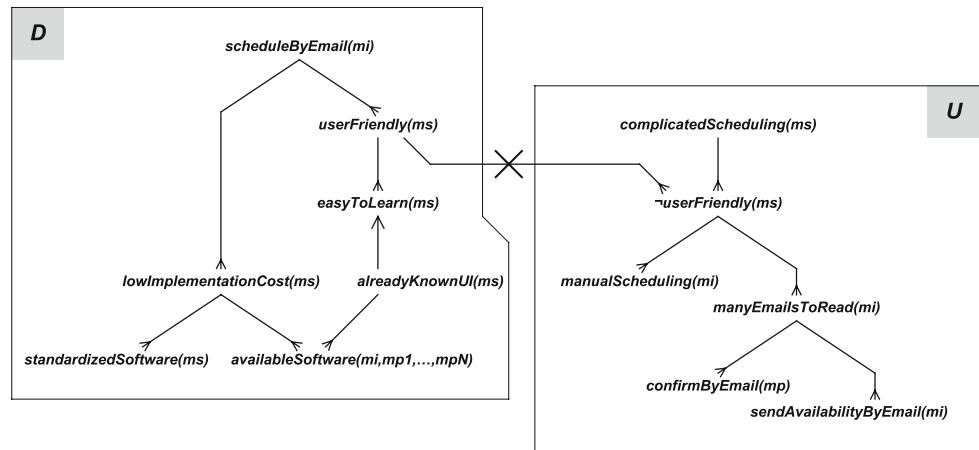 D
scheduleByEmail(mi)
userFriendly(ms)
easyToLearn(ms)
lowImplementationCost(ms)
alreadyKnownUI(ms)
standardizedSoftware(ms)
availableSoftware(mi,mp1,...,mpN)
U
complicatedScheduling(ms)
¬userFriendly(ms)
manualScheduling(mi)
manyEmailsToRead(mi)
confirmByEmail(mp)
sendAvailabilityByEmail(mi)